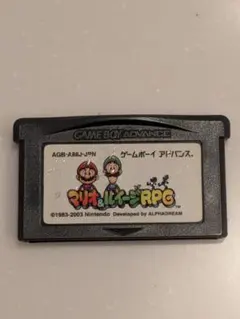 GAME BOY ADVANCE
AGB-A88J-JPN ゲームボーイ アドバンス
マリオ&ルイージRPG
©1983-2003 Nintendo Developed by ALPHADREAM